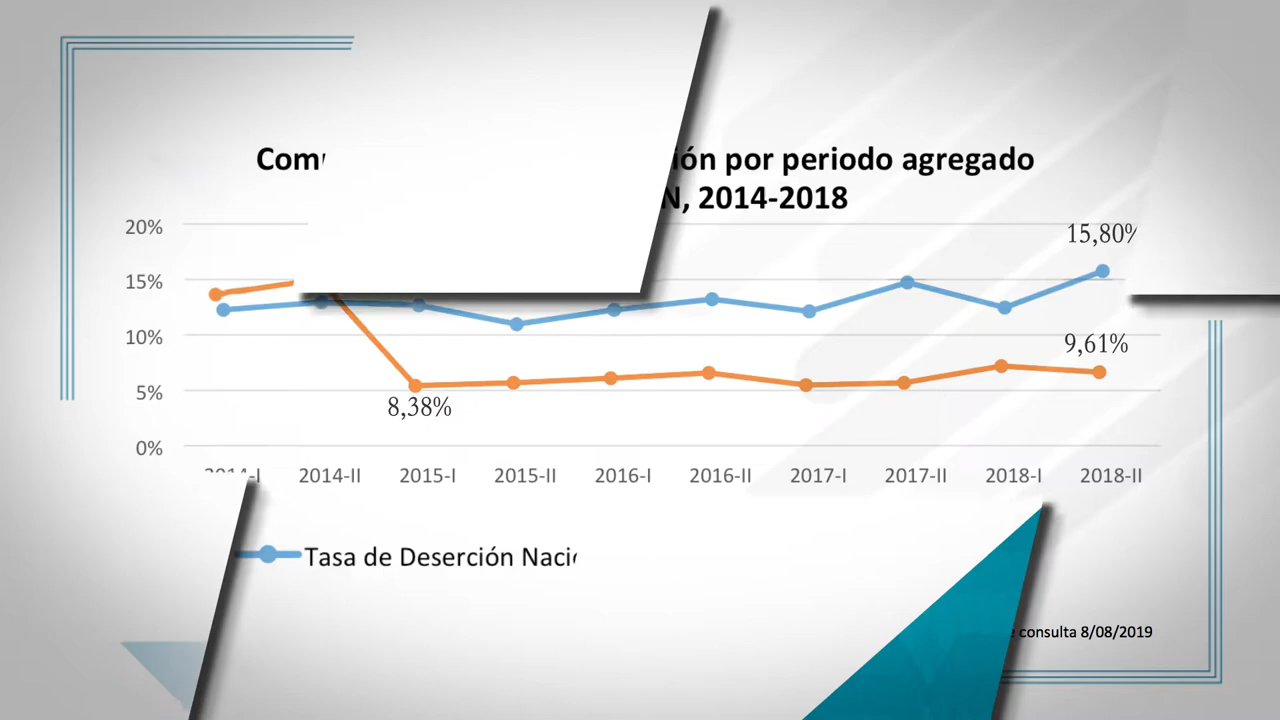 Com
ión por periodo agregado
N, 2014-2018
20%
15,80%
15%
10%
9,61%
5%
8,38%
0%
2014-I 2014-II 2015-I 2015-II 2016-I 2016-II 2017-I 2017-II 2018-I 2018-II
Tasa de Deserción Naci
consulta 8/08/2019